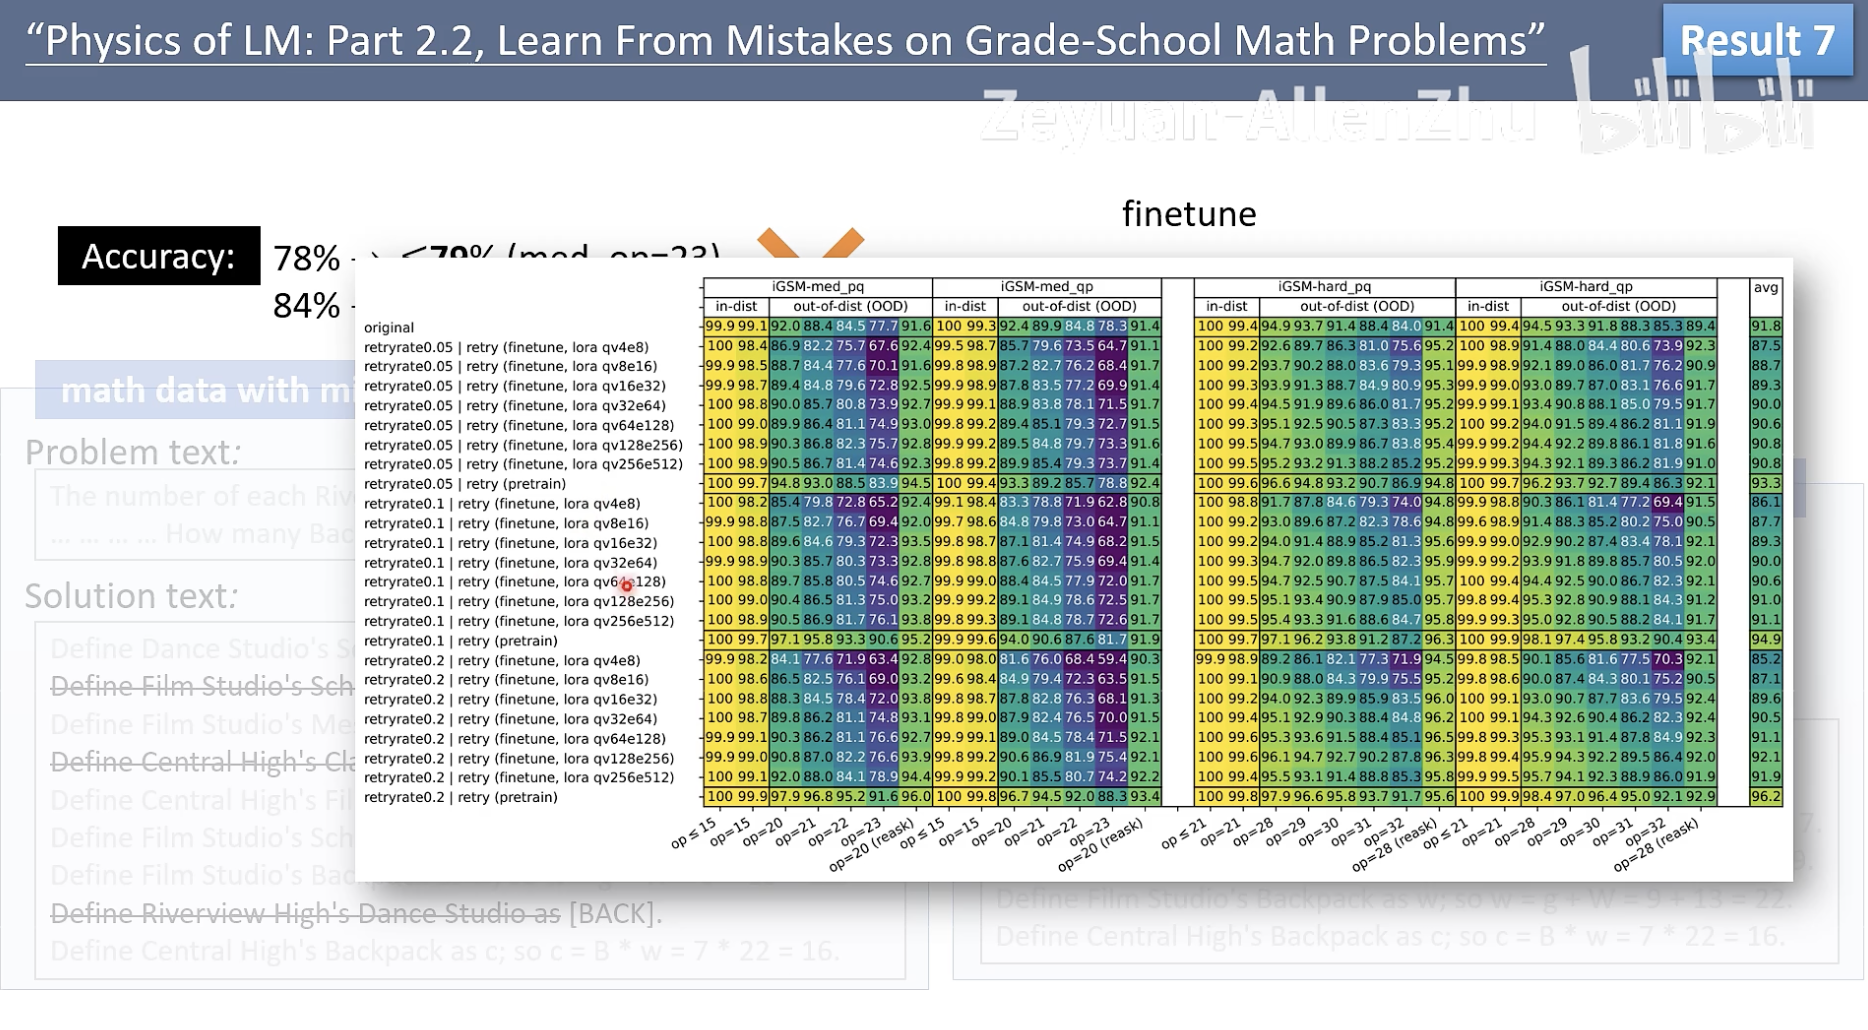 “Physics of LM: Part 2.2, Learn From Mistakes on Grade-School Math Problems”
Result 7
Zeyuan-AllenZhu bilibili
finetune
Accuracy:
78% → ≤79% (med, op=23)
84%
iGSM-med_pq iGSM-med_qp iGSM-hard_pq iGSM-hard_qp avg
in-dist out-of-dist (OOD) in-dist out-of-dist (OOD) in-dist out-of-dist (OOD) in-dist out-of-dist (OOD)
original 99.9 99.1 92.0 88.4 84.5 77.7 91.6 100 99.3 92.4 89.9 84.8 78.3 91.4 100 99.4 94.9 93.7 91.4 88.4 84.0 91.4 100 99.4 94.5 93.3 91.8 88.3 85.3 89.4 91.8
retryrate0.05 | retry (finetune, lora qv4e8) 100 98.4 86.9 82.2 75.7 67.6 92.4 99.5 98.7 85.7 79.6 73.5 64.7 91.1 100 99.2 92.6 89.7 86.3 81.0 75.6 95.2 100 98.9 91.4 88.0 84.4 80.6 73.9 92.3 87.5
retryrate0.05 | retry (finetune, lora qv8e16) 99.9 98.5 88.7 84.4 77.6 70.1 91.6 99.8 98.9 87.2 82.7 76.2 68.4 91.7 100 99.2 93.7 90.2 88.0 83.6 79.3 95.1 99.9 98.9 92.1 89.0 86.0 81.7 76.2 90.9 88.7
retryrate0.05 | retry (finetune, lora qv16e32) 99.9 98.7 89.4 84.8 79.6 72.8 92.5 99.9 98.9 87.8 83.5 77.2 69.9 91.4 100 99.3 93.9 91.3 88.7 84.9 80.9 95.3 99.9 99.0 93.0 89.7 87.0 83.1 76.6 91.7 89.3
retryrate0.05 | retry (finetune, lora qv32e64) 100 98.8 90.0 85.7 80.8 73.9 92.7 99.9 99.1 88.9 83.8 78.1 71.5 91.7 100 99.4 94.5 91.9 89.6 86.0 81.7 95.2 99.9 99.1 93.4 90.8 88.1 85.0 79.5 91.7 90.0
retryrate0.05 | retry (finetune, lora qv64e128) 100 99.0 89.9 86.4 81.1 74.9 93.0 99.8 99.2 89.4 85.1 79.3 72.7 91.5 100 99.3 95.1 92.5 90.5 87.3 83.3 95.2 100 99.2 94.0 91.5 89.4 86.2 81.1 91.9 90.6
retryrate0.05 | retry (finetune, lora qv128e256) 100 98.9 90.3 86.8 82.3 75.7 92.8 99.9 99.2 89.5 84.8 79.7 73.3 91.6 100 99.5 94.7 93.0 89.9 86.7 83.8 95.4 99.9 99.2 94.4 92.2 89.8 86.1 81.8 91.6 90.8
retryrate0.05 | retry (finetune, lora qv256e512) 100 98.9 90.5 86.7 81.4 74.6 92.3 99.8 99.2 89.9 85.4 79.3 73.7 91.4 100 99.5 95.2 93.2 91.3 88.2 85.2 95.2 99.9 99.3 94.3 92.1 89.3 86.2 81.9 91.0 90.8
retryrate0.05 | retry (pretrain) 100 99.7 94.8 93.0 88.5 83.9 94.5 100 99.4 93.3 89.2 85.7 78.8 92.4 100 99.6 96.6 94.8 93.2 90.7 86.9 94.8 100 99.7 96.2 93.7 92.7 89.4 86.3 92.1 93.3
retryrate0.1 | retry (finetune, lora qv4e8) 100 98.2 85.4 79.8 72.8 65.2 92.4 99.1 98.4 83.3 78.8 71.9 62.8 90.8 100 98.8 91.7 87.8 84.6 79.3 74.0 94.8 99.9 98.8 90.3 86.1 81.4 77.2 69.4 91.5 86.1
retryrate0.1 | retry (finetune, lora qv8e16) 99.9 98.8 87.5 82.7 76.7 69.4 92.0 99.7 98.6 84.8 79.8 73.0 64.7 91.1 100 99.2 93.0 89.6 87.2 82.3 78.6 94.8 99.6 98.9 91.4 88.3 85.2 80.2 75.0 90.5 87.7
retryrate0.1 | retry (finetune, lora qv16e32) 100 98.8 89.6 84.6 79.3 72.3 93.5 99.8 98.7 87.1 81.4 74.9 68.2 91.5 100 99.2 94.0 91.4 88.9 85.2 81.3 95.6 100 99.2 92.9 90.2 87.4 83.4 78.1 92.1 89.3
retryrate0.1 | retry (finetune, lora qv32e64) 99.9 98.9 90.3 85.7 80.3 73.3 92.8 99.8 98.8 87.6 82.7 75.9 69.4 91.4 100 99.3 94.7 92.0 89.8 86.8 82.3 95.9 99.9 99.2 93.9 91.8 89.8 85.7 80.5 92.0 90.0
retryrate0.1 | retry (finetune, lora qv64e128) 100 98.8 89.7 85.8 80.5 74.6 92.7 99.9 99.0 88.4 84.5 77.9 72.0 91.7 100 99.5 94.7 92.5 90.7 87.5 84.1 95.7 100 99.4 94.4 92.5 90.0 86.7 82.3 92.1 90.6
retryrate0.1 | retry (finetune, lora qv128e256) 100 99.0 90.4 86.5 81.3 75.0 93.2 99.9 99.2 89.1 84.9 78.6 72.5 91.7 100 99.5 95.1 93.4 90.9 87.9 85.0 95.7 99.8 99.4 95.3 92.8 90.9 88.1 84.3 91.2 91.0
retryrate0.1 | retry (finetune, lora qv256e512) 100 98.9 90.5 86.9 81.7 76.1 93.8 99.8 99.3 89.1 84.8 78.7 72.6 91.7 100 99.5 95.4 93.3 91.6 88.6 84.8 95.7 99.9 99.3 95.0 92.8 90.5 88.2 84.1 91.7 91.1
retryrate0.1 | retry (pretrain) 100 99.7 97.1 95.8 93.3 90.6 95.2 99.9 99.6 94.0 90.6 87.6 81.7 91.9 100 99.7 97.1 96.2 93.8 91.2 87.2 96.3 100 99.9 98.1 97.4 95.8 93.2 90.4 93.4 94.9
retryrate0.2 | retry (finetune, lora qv4e8) 99.9 98.2 84.1 77.6 71.9 63.4 92.8 99.0 98.0 81.6 76.0 68.4 59.4 90.3 99.9 98.9 89.2 86.1 82.1 77.3 71.9 94.5 99.8 98.5 90.1 85.6 81.6 77.5 70.3 92.1 85.2
retryrate0.2 | retry (finetune, lora qv8e16) 100 98.6 86.5 82.5 76.1 69.0 93.2 99.6 98.4 84.9 79.4 72.3 63.5 91.5 100 99.1 90.9 88.0 84.3 79.9 75.5 95.2 100 98.6 90.0 87.4 84.3 80.1 75.2 90.5 87.1
retryrate0.2 | retry (finetune, lora qv16e32) 100 98.9 88.3 84.5 78.4 72.0 93.8 99.9 99.0 87.8 82.8 76.3 68.1 91.3 100 99.2 94.0 92.3 89.9 85.9 83.5 96.0 100 99.1 93.0 90.7 87.7 83.6 79.5 92.4 89.6
retryrate0.2 | retry (finetune, lora qv32e64) 100 98.7 89.8 86.2 81.1 74.8 93.1 99.8 99.0 87.9 82.4 76.5 70.0 91.5 100 99.4 95.1 92.9 90.3 88.4 84.8 96.2 100 99.1 94.3 92.6 90.4 86.2 82.3 92.4 90.5
retryrate0.2 | retry (finetune, lora qv64e128) 99.9 98.9 90.3 86.2 81.1 76.6 92.7 99.9 99.1 89.0 84.5 78.4 71.5 92.1 100 99.6 95.3 93.6 91.5 88.4 85.1 96.5 99.8 99.3 95.3 93.1 91.4 87.8 84.9 92.3 91.1
retryrate0.2 | retry (finetune, lora qv128e256) 99.9 99.0 90.8 87.0 82.2 76.6 93.9 99.9 99.2 90.6 86.9 81.9 75.4 92.1 100 99.6 96.1 94.7 92.7 90.2 87.8 96.3 99.9 99.5 95.9 94.3 92.2 89.5 86.4 92.0 92.1
retryrate0.2 | retry (finetune, lora qv256e512) 100 99.1 92.0 88.0 84.1 78.9 94.4 99.9 99.2 90.1 85.5 80.7 74.2 92.2 100 99.4 95.5 93.1 91.4 88.8 85.3 95.8 99.9 99.5 95.7 94.1 92.3 88.9 86.0 91.9 91.9
retryrate0.2 | retry (pretrain) 100 99.9 97.9 96.8 95.2 91.6 96.0 100 99.8 96.7 94.5 92.0 88.3 93.4 100 99.8 97.9 96.6 95.8 93.7 91.7 95.6 100 99.9 98.4 97.0 96.4 95.0 92.1 92.9 96.2
op ≤ 15 op=15 op=20 op=21 op=22 op=23 op=20 (reask) op ≤ 15 op=15 op=20 op=21 op=22 op=23 op=20 (reask) op ≤ 21 op=21 op=28 op=29 op=30 op=31 op=32 op=28 (reask) op ≤ 21 op=21 op=28 op=29 op=30 op=31 op=32 op=28 (reask)
math data with mi
Problem text:
The number of each Riv
... ... ... ... How many Bac
Solution text:
Define Dance Studio's S
Define Film Studio's Sch
Define Film Studio's Me
Define Central High's Cla
Define Central High's Fil
Define Film Studio's Sch
Define Film Studio's Bac
Define Riverview High's Dance Studio as [BACK].
Define Central High's Backpack as c; so c = B * w = 7 * 22 = 16.
7.
9.
Define Film Studio's Backpack as w; so w = g + W = 9 + 13 = 22.
Define Central High's Backpack as c; so c = B * w = 7 * 22 = 16.